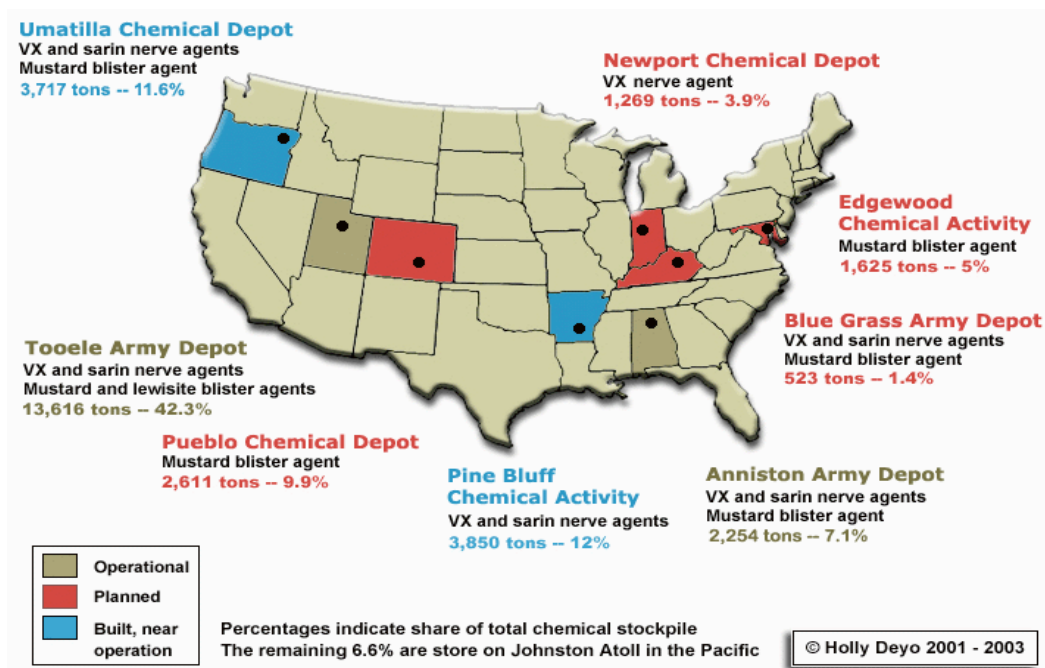 Umatilla Chemical Depot
VX and sarin nerve agents
Mustard blister agent
3,717 tons -- 11.6%
Newport Chemical Depot
VX nerve agent
1,269 tons -- 3.9%
Edgewood
Chemical Activity
Mustard blister agent
1,625 tons -- 5%
Blue Grass Army Depot
VX and sarin nerve agents
Mustard blister agent
523 tons -- 1.4%
Tooele Army Depot
VX and sarin nerve agents
Mustard and lewisite blister agents
13,616 tons -- 42.3%
Pueblo Chemical Depot
Mustard blister agent
2,611 tons -- 9.9%
Pine Bluff
Chemical Activity
VX and sarin nerve agents
3,850 tons -- 12%
Anniston Army Depot
VX and sarin nerve agents
Mustard blister agent
2,254 tons -- 7.1%
Operational
Planned
Built, near
operation
Percentages indicate share of total chemical stockpile
The remaining 6.6% are store on Johnston Atoll in the Pacific
© Holly Deyo 2001 - 2003